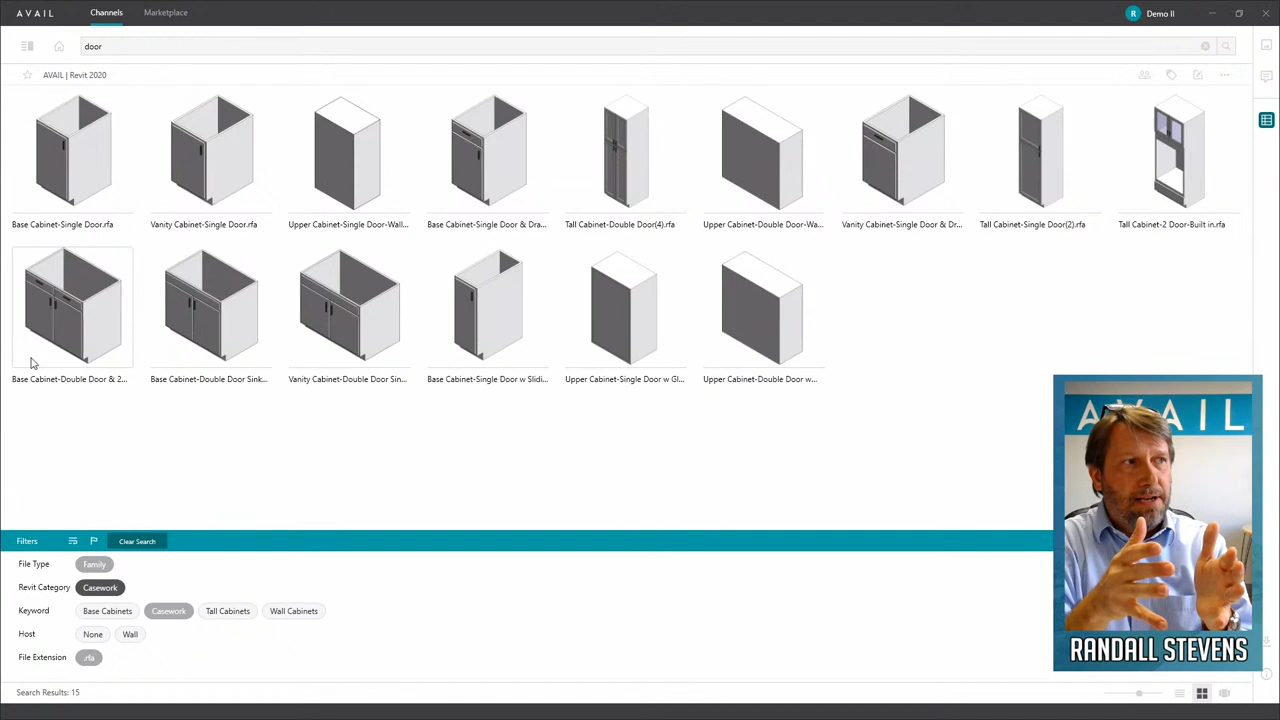 AVAIL Channels Marketplace R Demo II
door
AVAIL | Revit 2020
Base Cabinet-Single Door.rfa Vanity Cabinet-Single Door.rfa Upper Cabinet-Single Door-Wall... Base Cabinet-Single Door & Dra... Tall Cabinet-Double Door(4).rfa Upper Cabinet-Double Door-Wa... Vanity Cabinet-Single Door & Dr... Tall Cabinet-Single Door(2).rfa Tall Cabinet-2 Door-Built in.rfa
Base Cabinet-Double Door & 2... Base Cabinet-Double Door Sink... Vanity Cabinet-Double Door Sin... Base Cabinet-Single Door w Slidi... Upper Cabinet-Single Door w Gl... Upper Cabinet-Double Door w...
AVAIL
Filters Clear Search
File Type Family
Revit Category Casework
Keyword Base Cabinets Casework Tall Cabinets Wall Cabinets
Host None Wall
File Extension .rfa
RANDALL STEVENS
Search Results: 15